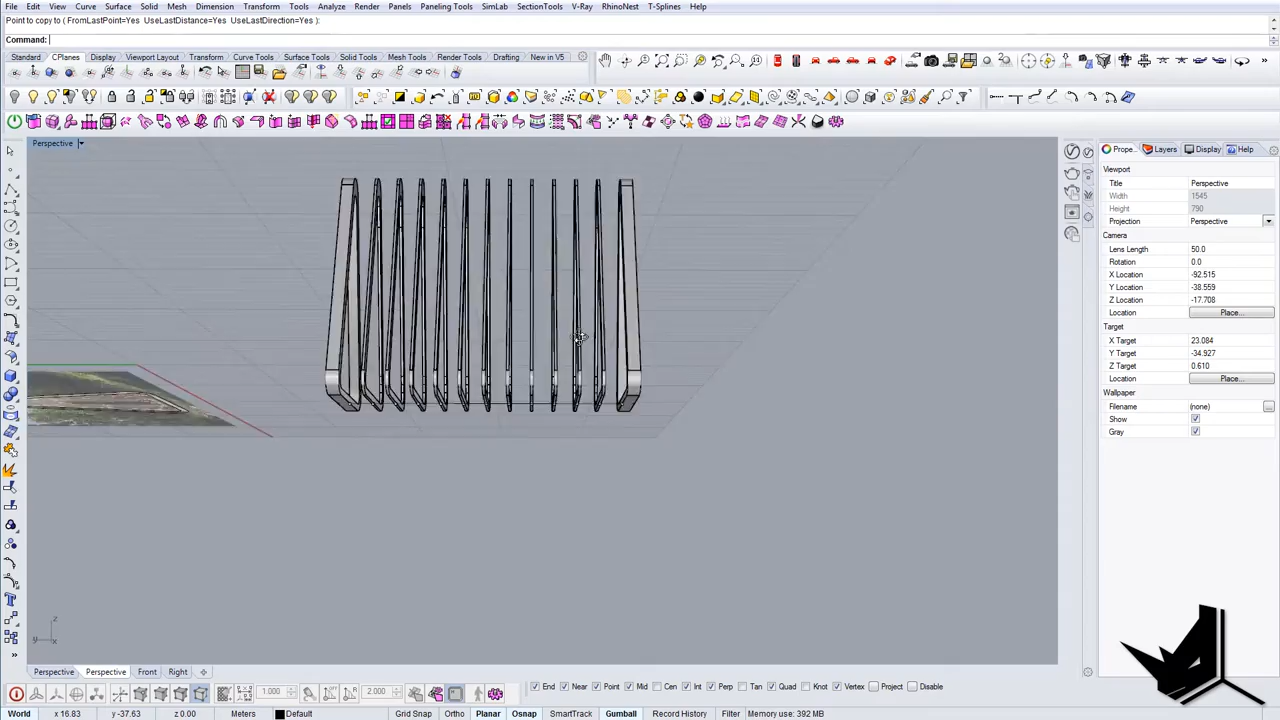 File Edit View Curve Surface Solid Mesh Dimension Transform Tools Analyze Render Panels Paneling Tools SimLab SectionTools V-Ray RhinoNest T-Splines Help
Point to copy to ( FromLastPoint=Yes UseLastDistance=Yes UseLastDirection=Yes ):
Command:
Standard CPlanes Display Viewport Layout Transform Curve Tools Surface Tools Solid Tools Mesh Tools Render Tools Drafting New in V5
Perspective
Prope... Layers Display Help
Viewport
Title Perspective
Width 1545
Height 790
Projection Perspective
Camera
Lens Length 50.0
Rotation 0.0
X Location -92.515
Y Location -38.559
Z Location -17.708
Location Place...
Target
X Target 23.084
Y Target -34.927
Z Target 0.610
Location Place...
Wallpaper
Filename (none) ...
Show
Gray
z
y x
Perspective Perspective Front Right
1.000 2.000 End Near Point Mid Cen Int Perp Tan Quad Knot Vertex Project Disable
World x 16.83 y -37.63 z 0.00 Meters Default Grid Snap Ortho Planar Osnap SmartTrack Gumball Record History Filter Memory use: 392 MB